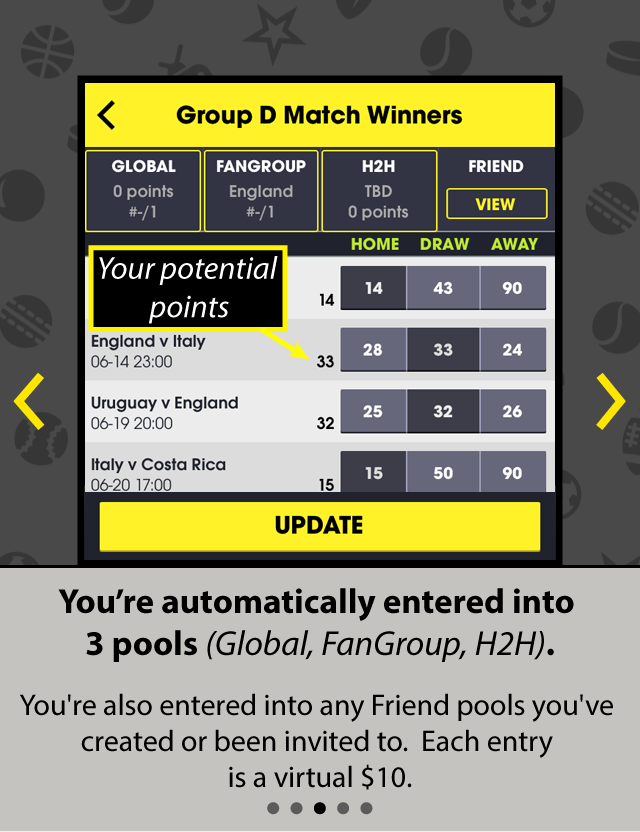 Group D Match Winners
GLOBAL FANGROUP H2H FRIEND
0 points England TBD VIEW
#-/1 #-/1 0 points
HOME DRAW AWAY
Your potential
points
14 14 43 90
England v Italy
06-14 23:00 33 28 33 24
Uruguay v England
06-19 20:00 32 25 32 26
Italy v Costa Rica
06-20 17:00 15 15 50 90
UPDATE
You’re automatically entered into
3 pools (Global, FanGroup, H2H).
You're also entered into any Friend pools you've
created or been invited to. Each entry
is a virtual $10.